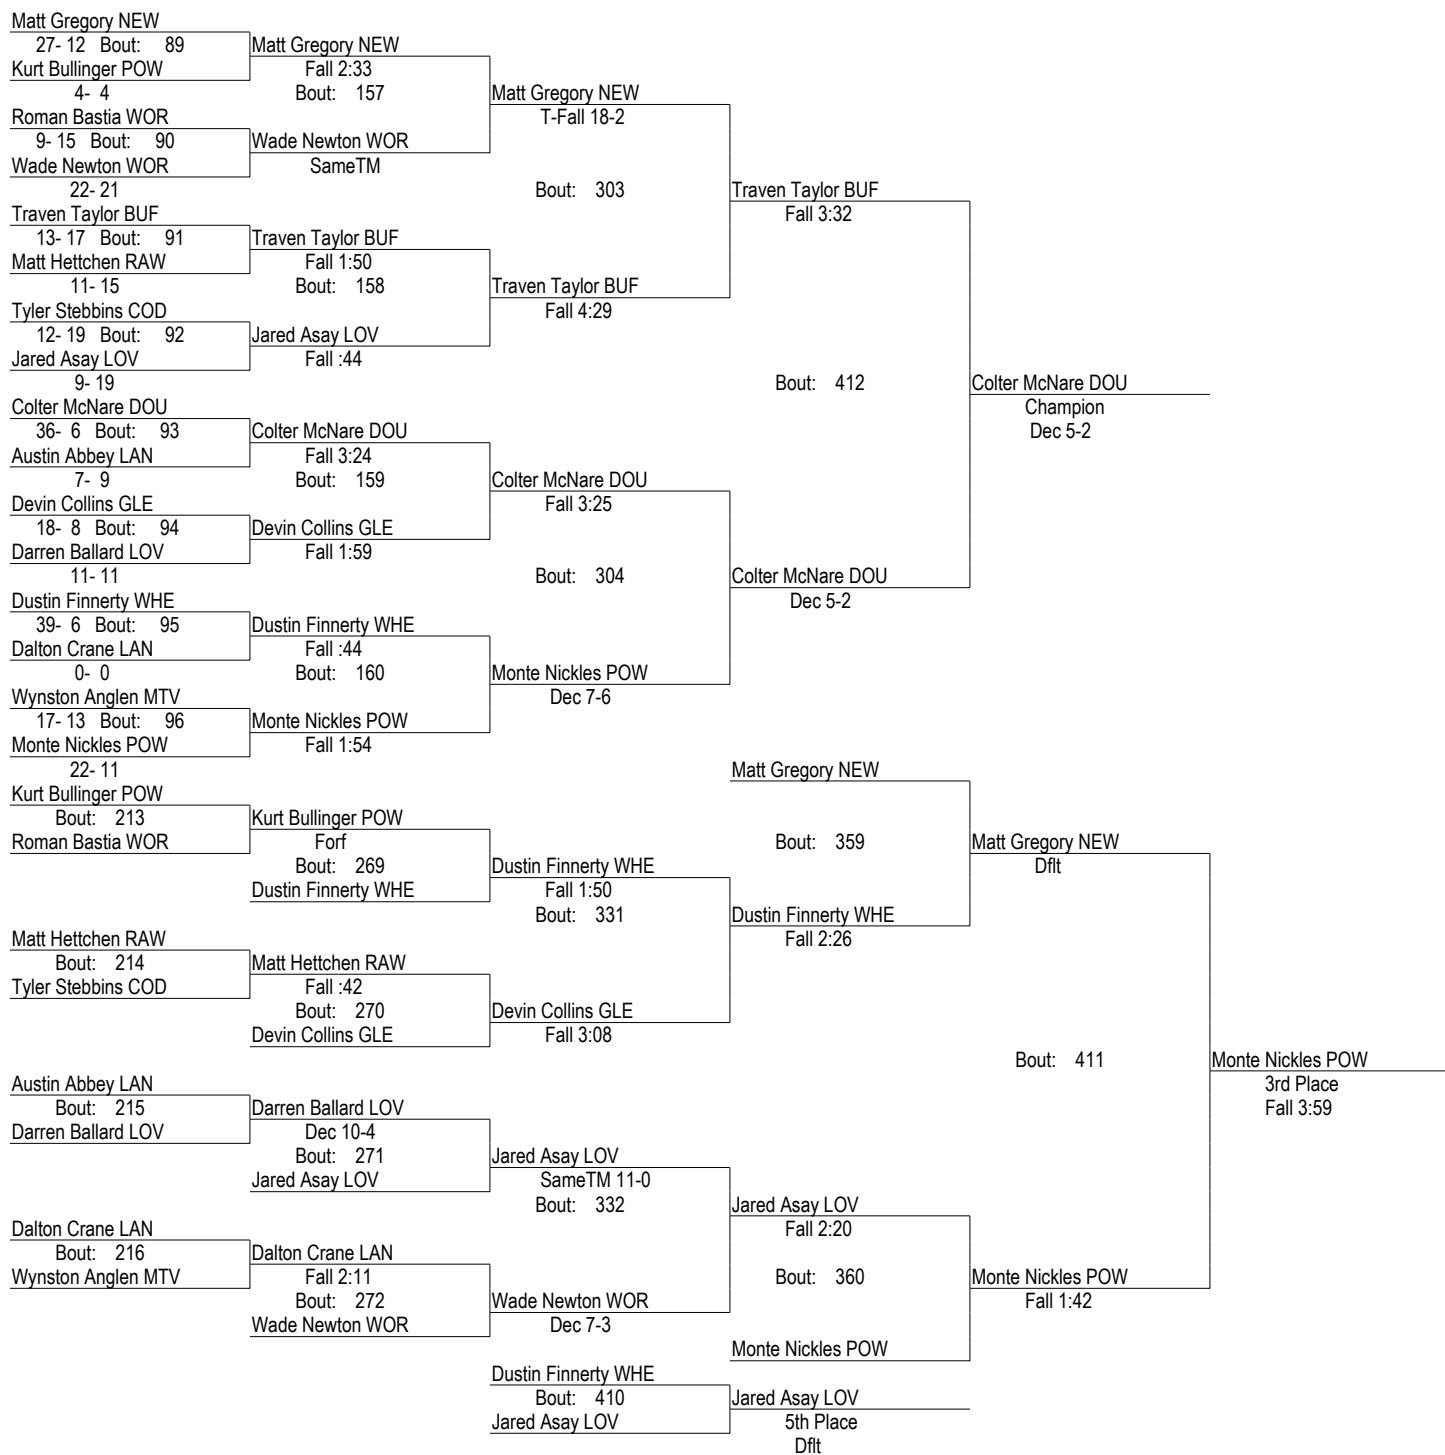 Matt Gregory NEW
27- 12 Bout: 89
Kurt Bullinger POW
4- 4
Roman Bastia WOR
9- 15 Bout: 90
Wade Newton WOR
22- 21
Traven Taylor BUF
13- 17 Bout: 91
Matt Hettchen RAW
11- 15
Tyler Stebbins COD
12- 19 Bout: 92
Jared Asay LOV
9- 19
Colter McNare DOU
36- 6 Bout: 93
Austin Abbey LAN
7- 9
Devin Collins GLE
18- 8 Bout: 94
Darren Ballard LOV
11- 11
Dustin Finnerty WHE
39- 6 Bout: 95
Dalton Crane LAN
0- 0
Wynston Anglen MTV
17- 13 Bout: 96
Monte Nickles POW
22- 11
Matt Gregory NEW
Fall 2:33
Bout: 157
Wade Newton WOR
SameTM
Traven Taylor BUF
Fall 1:50
Bout: 158
Jared Asay LOV
Fall :44
Colter McNare DOU
Fall 3:24
Bout: 159
Devin Collins GLE
Fall 1:59
Dustin Finnerty WHE
Fall :44
Bout: 160
Monte Nickles POW
Fall 1:54
Matt Gregory NEW
T-Fall 18-2
Bout: 303
Traven Taylor BUF
Fall 4:29
Colter McNare DOU
Fall 3:25
Bout: 304
Monte Nickles POW
Dec 7-6
Traven Taylor BUF
Fall 3:32
Bout: 412
Colter McNare DOU
Dec 5-2
Colter McNare DOU
Champion
Dec 5-2
Kurt Bullinger POW
Bout: 213
Roman Bastia WOR
Matt Hettchen RAW
Bout: 214
Tyler Stebbins COD
Austin Abbey LAN
Bout: 215
Darren Ballard LOV
Dalton Crane LAN
Bout: 216
Wynston Anglen MTV
Kurt Bullinger POW
Forf
Bout: 269
Dustin Finnerty WHE
Matt Hettchen RAW
Fall :42
Bout: 270
Devin Collins GLE
Darren Ballard LOV
Dec 10-4
Bout: 271
Jared Asay LOV
Dalton Crane LAN
Fall 2:11
Bout: 272
Wade Newton WOR
Dustin Finnerty WHE
Fall 1:50
Bout: 331
Devin Collins GLE
Fall 3:08
Jared Asay LOV
SameTM 11-0
Bout: 332
Wade Newton WOR
Dec 7-3
Matt Gregory NEW
Bout: 359
Dustin Finnerty WHE
Fall 2:26
Jared Asay LOV
Fall 2:20
Bout: 360
Monte Nickles POW
Matt Gregory NEW
Dflt
Bout: 411
Monte Nickles POW
Fall 1:42
Monte Nickles POW
3rd Place
Fall 3:59
Dustin Finnerty WHE
Bout: 410
Jared Asay LOV
Jared Asay LOV
5th Place
Dflt